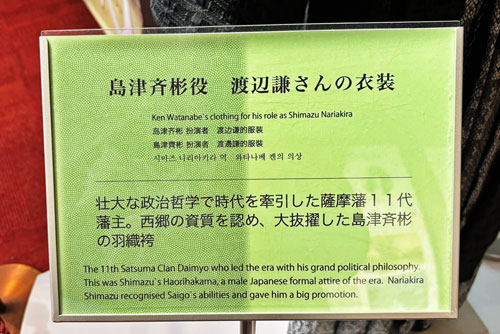 島津斉彬役　渡辺謙さんの衣装
Ken Watanabe`s clothing for his role as Shimazu Nariakira
岛津齐彬 扮演者　渡边谦的服装
島津齊彬 扮演者　渡邊謙的服裝
시마즈 나리아키라 역　와타나베 켄의 의상
壮大な政治哲学で時代を牽引した薩摩藩１１代
藩主。西郷の資質を認め、大抜擢した島津斉彬
の羽織袴
The 11th Satsuma Clan Daimyo who led the era with his grand political philosophy.
This was Shimazu`s Haorihakama, a male Japanese formal attire of the era.  Nariakira
Shimazu recognised Saigo`s abilities and gave him a big promotion.